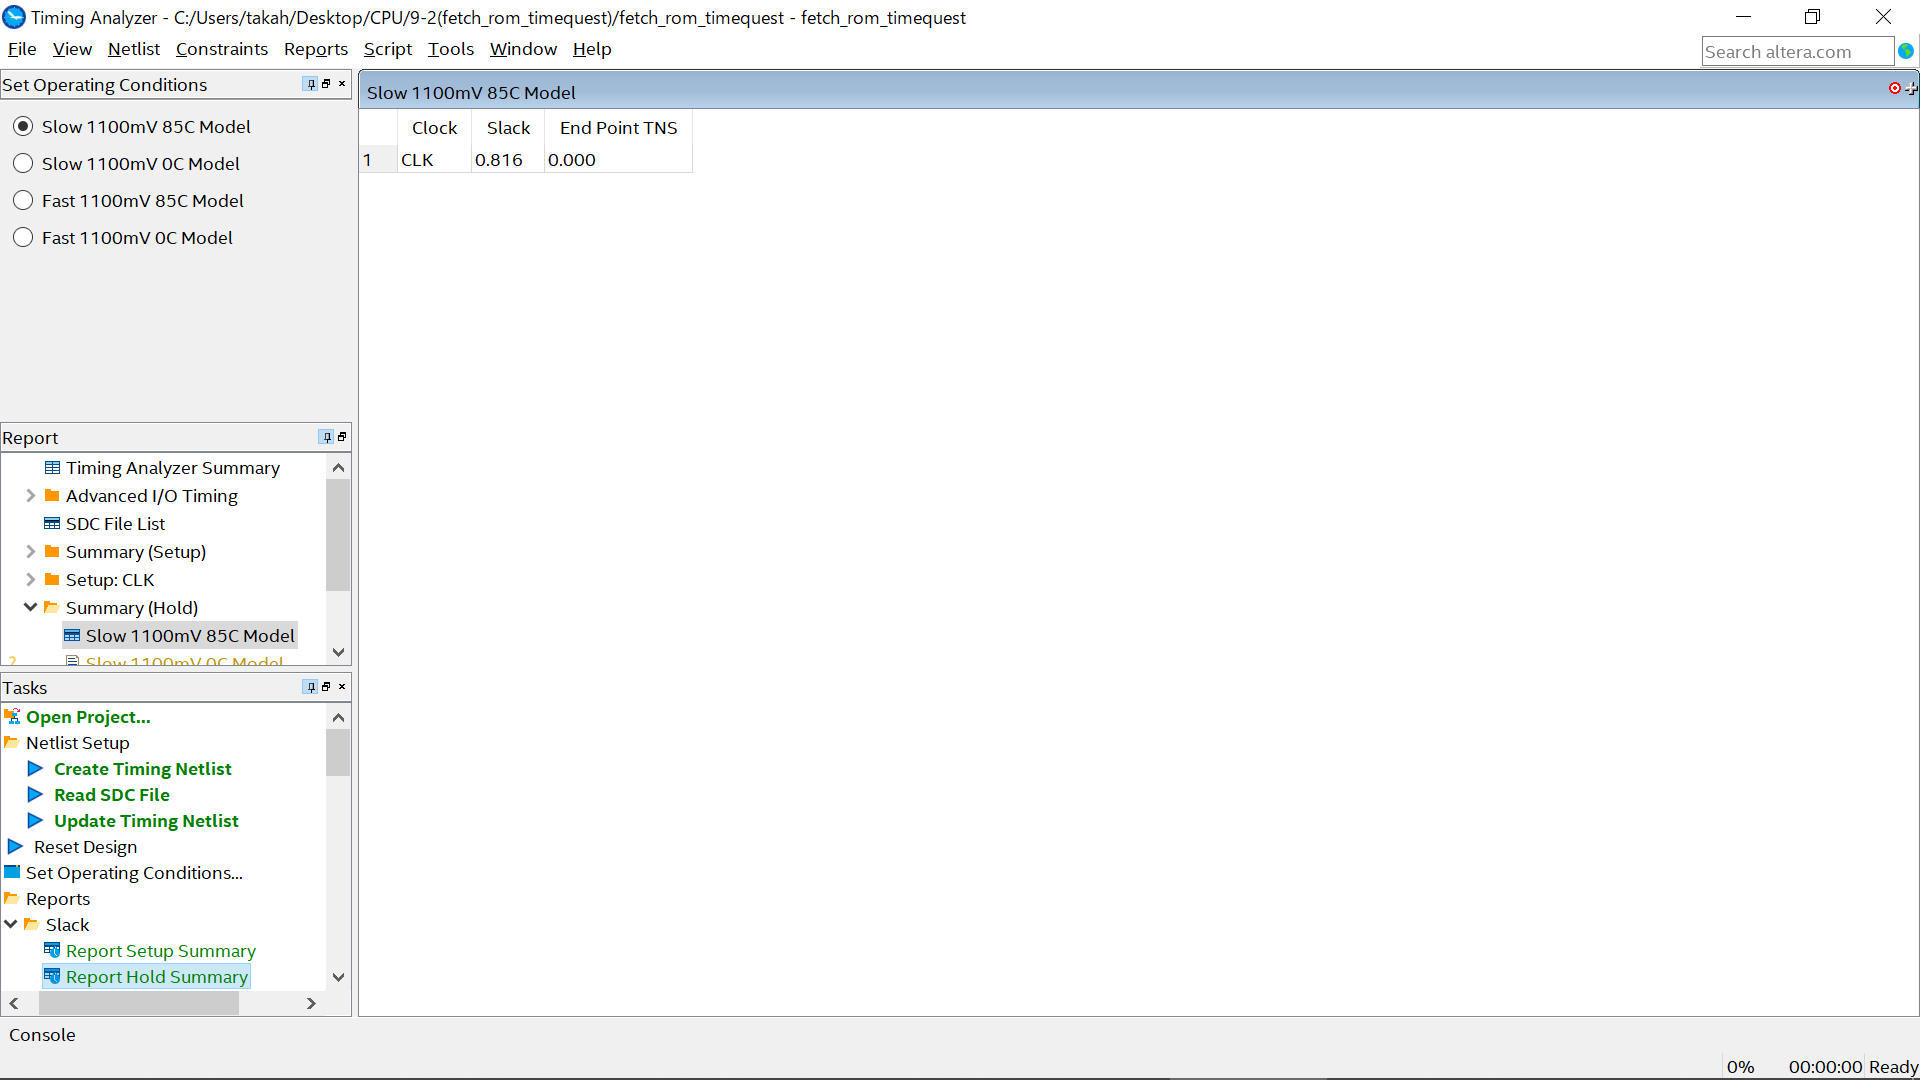 Timing Analyzer - C:/Users/takah/Desktop/CPU/9-2(fetch_rom_timequest)/fetch_rom_timequest - fetch_rom_timequest
File View Netlist Constraints Reports Script Tools Window Help
Search altera.com
Set Operating Conditions
Slow 1100mV 85C Model
Slow 1100mV 0C Model
Fast 1100mV 85C Model
Fast 1100mV 0C Model
Report
Timing Analyzer Summary
Advanced I/O Timing
SDC File List
Summary (Setup)
Setup: CLK
Summary (Hold)
Slow 1100mV 85C Model
? Slow 1100mV 0C Model
Tasks
Open Project...
Netlist Setup
Create Timing Netlist
Read SDC File
Update Timing Netlist
Reset Design
Set Operating Conditions...
Reports
Slack
Report Setup Summary
Report Hold Summary
Slow 1100mV 85C Model
Clock Slack End Point TNS
1 CLK 0.816 0.000
Console
0% 00:00:00 Ready